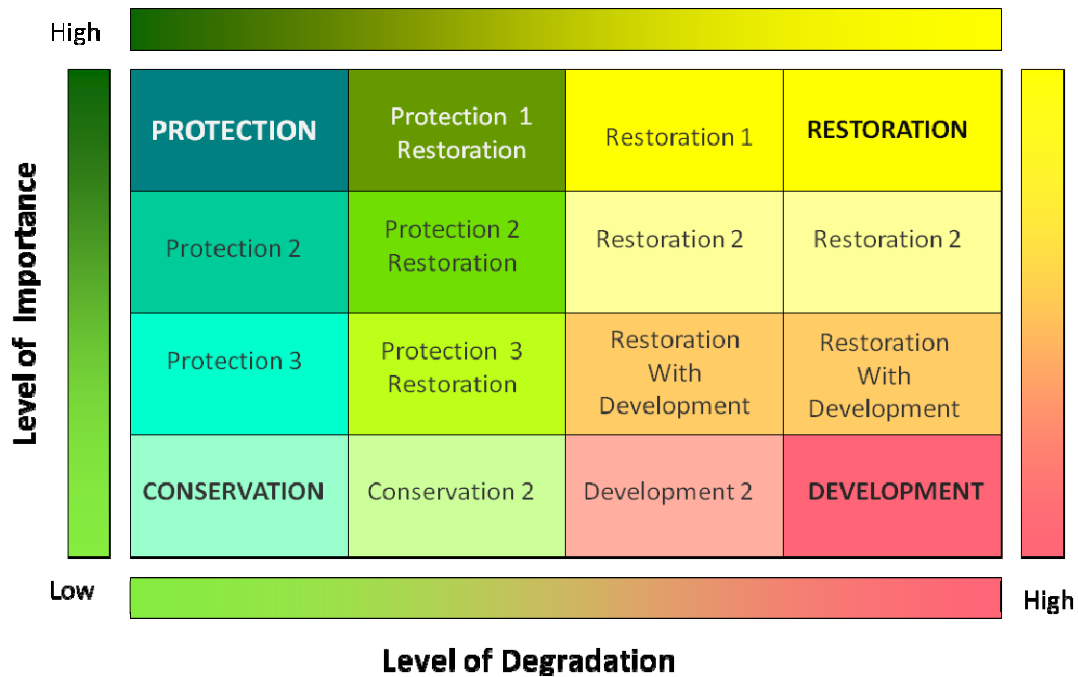 High
PROTECTION
Protection 1
Restoration
Restoration 1
RESTORATION
Protection 2
Protection 2
Restoration
Restoration 2
Restoration 2
Protection 3
Protection 3
Restoration
Restoration
With
Development
Restoration
With
Development
CONSERVATION
Conservation 2
Development 2
DEVELOPMENT
Level of Importance
Low
High
Level of Degradation